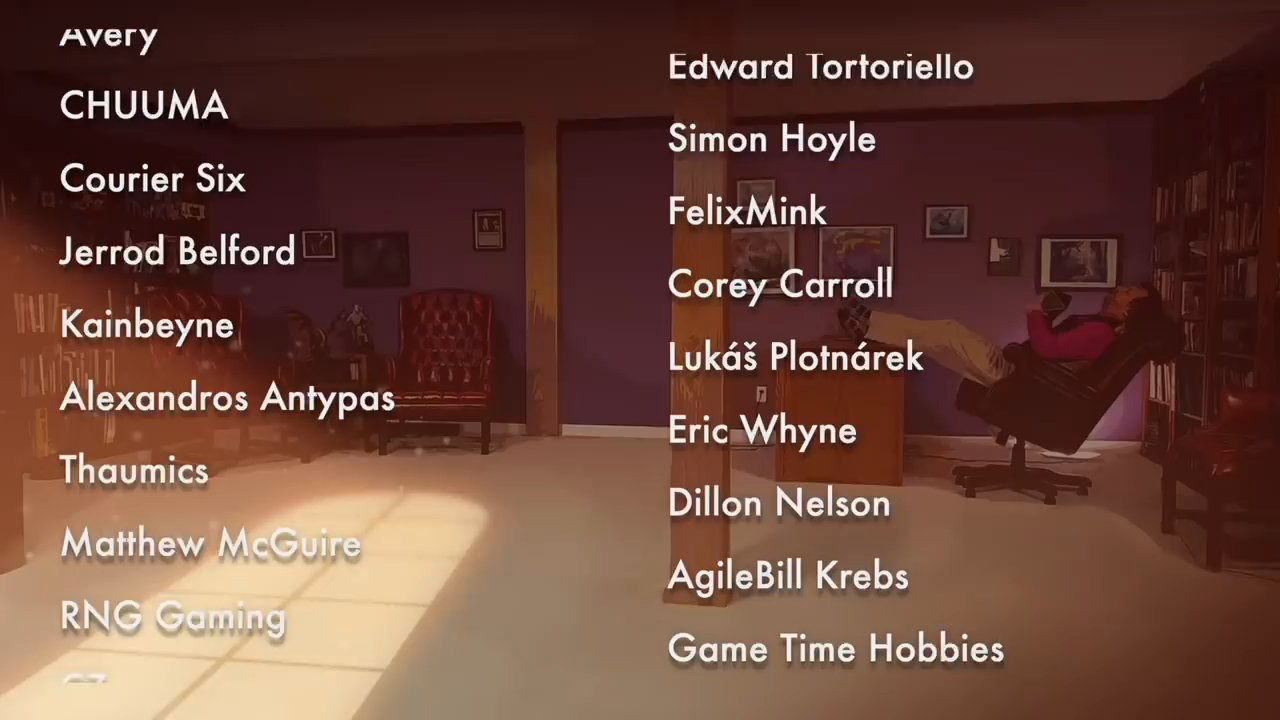 Avery
CHUUMA
Courier Six
Jerrod Belford
Kainbeyne
Alexandros Antypas
Thaumics
Matthew McGuire
RNG Gaming
Edward Tortoriello
Simon Hoyle
FelixMink
Corey Carroll
Lukáš Plotnárek
Eric Whyne
Dillon Nelson
AgileBill Krebs
Game Time Hobbies